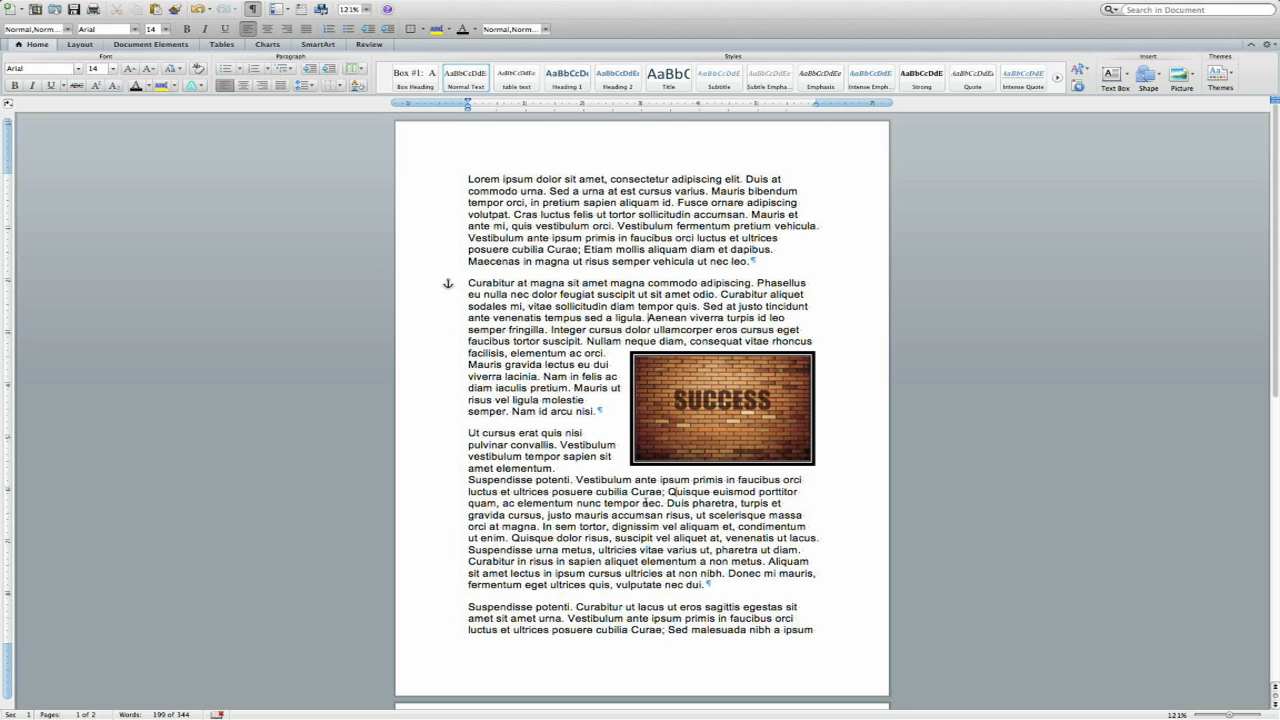 121%
Search in Document
Normal,Norm...
Arial
14
B I U
Normal,Norm...
Home
Layout
Document Elements
Tables
Charts
SmartArt
Review
Font
Paragraph
Styles
Insert
Themes
Arial
14
B I U ABC A² A₂
Box #1: A
Box Heading
AaBbCcDdE
Normal Text
AaBbCcDdE
table text
AaBbCcDc
Heading 1
AaBbCcDdE
Heading 2
AaBbC
Title
AaBbCcDdE
Subtitle
AaBbCcDdE
Subtle Empha...
AaBbCcDdE
Emphasis
AaBbCcDdE
Intense Emph...
AaBbCcDdE
Strong
AaBbCcDdE
Quote
AaBbCcDdE
Intense Quote
Text Box
Shape
Picture
Themes
Lorem ipsum dolor sit amet, consectetur adipiscing elit. Duis at
commodo urna. Sed a urna at est cursus varius. Mauris bibendum
tempor orci, in pretium sapien aliquam id. Fusce ornare adipiscing
volutpat. Cras luctus felis ut tortor sollicitudin accumsan. Mauris et
ante mi, quis vestibulum orci. Vestibulum fermentum pretium vehicula.
Vestibulum ante ipsum primis in faucibus orci luctus et ultrices
posuere cubilia Curae; Etiam mollis aliquam diam et dapibus.
Maecenas in magna ut risus semper vehicula ut nec leo.¶
Curabitur at magna sit amet magna commodo adipiscing. Phasellus
eu nulla nec dolor feugiat suscipit ut sit amet odio. Curabitur aliquet
sodales mi, vitae sollicitudin diam tempor quis. Sed at justo tincidunt
ante venenatis tempus sed a ligula. Aenean viverra turpis id leo
semper fringilla. Integer cursus dolor ullamcorper eros cursus eget
faucibus tortor suscipit. Nullam neque diam, consequat vitae rhoncus
facilisis, elementum ac orci.
Mauris gravida lectus eu dui
viverra lacinia. Nam in felis ac
diam iaculis pretium. Mauris ut
risus vel ligula molestie
semper. Nam id arcu nisi.¶
SUCCESS
Ut cursus erat quis nisi
pulvinar convallis. Vestibulum
vestibulum tempor sapien sit
amet elementum.
Suspendisse potenti. Vestibulum ante ipsum primis in faucibus orci
luctus et ultrices posuere cubilia Curae; Quisque euismod porttitor
quam, ac elementum nunc tempor nec. Duis pharetra, turpis et
gravida cursus, justo mauris accumsan risus, ut scelerisque massa
orci at magna. In sem tortor, dignissim vel aliquam et, condimentum
ut enim. Quisque dolor risus, suscipit vel aliquet at, venenatis ut lacus.
Suspendisse urna metus, ultricies vitae varius ut, pharetra ut diam.
Curabitur in risus in sapien aliquet elementum a non metus. Aliquam
sit amet lectus in ipsum cursus ultricies at non nibh. Donec mi mauris,
fermentum eget ultrices quis, vulputate nec dui.¶
Suspendisse potenti. Curabitur ut lacus ut eros sagittis egestas sit
amet sit amet urna. Vestibulum ante ipsum primis in faucibus orci
luctus et ultrices posuere cubilia Curae; Sed malesuada nibh a ipsum
Sec 1 Pages: 1 of 2 Words: 199 of 344 121%